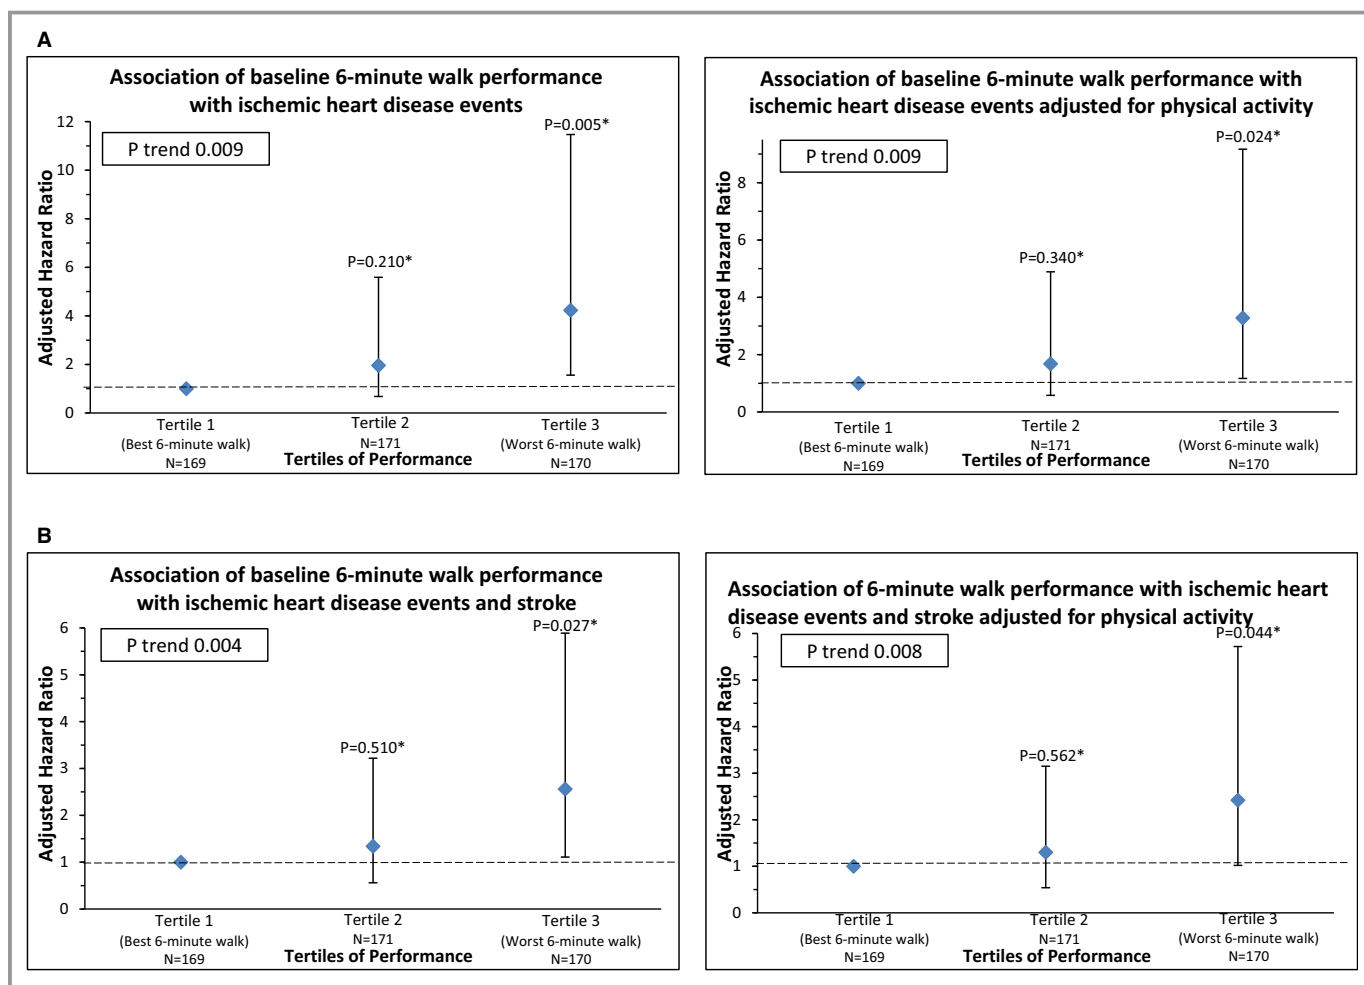 A
Association of baseline 6-minute walk performance
with ischemic heart disease events
P trend 0.009
Adjusted Hazard Ratio
12
10
8
6
4
2
0
P=0.210*
P=0.005*
Tertile 1
(Best 6-minute walk)
N=169
Tertile 2
N=171
Tertile 3
(Worst 6-minute walk)
N=170
Tertiles of Performance
Association of baseline 6-minute walk performance with
ischemic heart disease events adjusted for physical activity
P trend 0.009
Adjusted Hazard Ratio
8
6
4
2
0
P=0.340*
P=0.024*
Tertile 1
(Best 6-minute walk)
N=169
Tertile 2
N=171
Tertile 3
(Worst 6-minute walk)
N=170
Tertiles of Performance
B
Association of baseline 6-minute walk performance
with ischemic heart disease events and stroke
P trend 0.004
Adjusted Hazard Ratio
6
5
4
3
2
1
0
P=0.510*
P=0.027*
Tertile 1
(Best 6-minute walk)
N=169
Tertile 2
N=171
Tertile 3
(Worst 6-minute walk)
N=170
Tertiles of Performance
Association of 6-minute walk performance with ischemic heart
disease events and stroke adjusted for physical activity
P trend 0.008
Adjusted Hazard Ratio
6
5
4
3
2
1
0
P=0.562*
P=0.044*
Tertile 1
(Best 6-minute walk)
N=169
Tertile 2
N=171
Tertile 3
(Worst 6-minute walk)
N=170
Tertiles of Performance